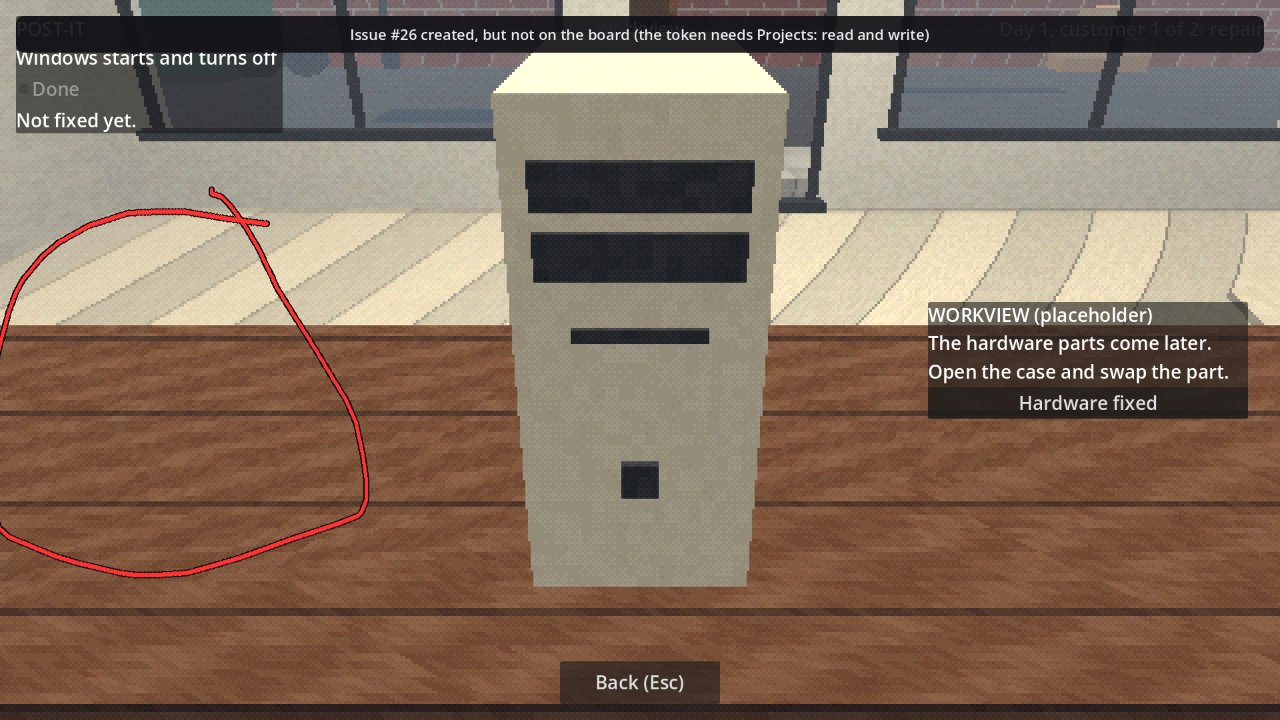 POST-IT
Issue #26 created, but not on the board (the token needs Projects: read and write)
Day 1, customer 1 of 2: repair
Windows starts and turns off
Done
Not fixed yet.
WORKVIEW (placeholder)
The hardware parts come later.
Open the case and swap the part.
Hardware fixed
Back (Esc)